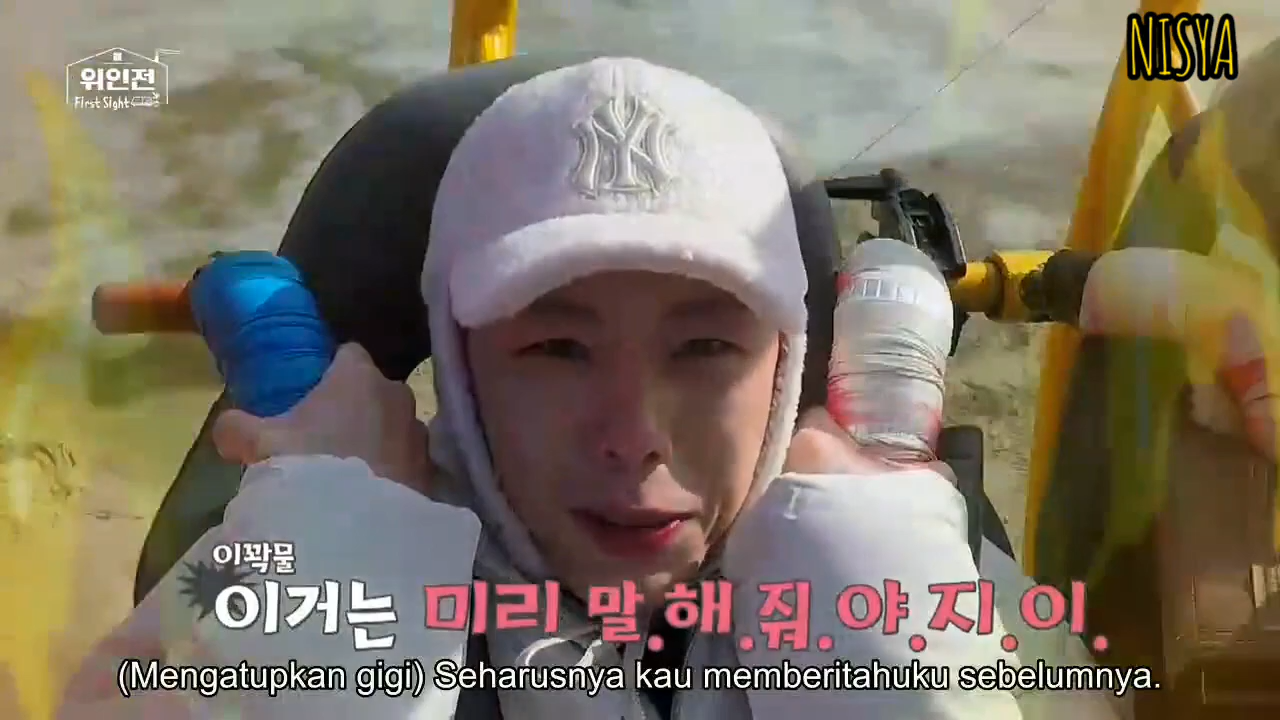 위인전
First Sight
NISYA
NY
이꽉물
이거는 미리 말.해.줘.야.지.이.
(Mengatupkan gigi) Seharusnya kau memberitahuku sebelumnya.